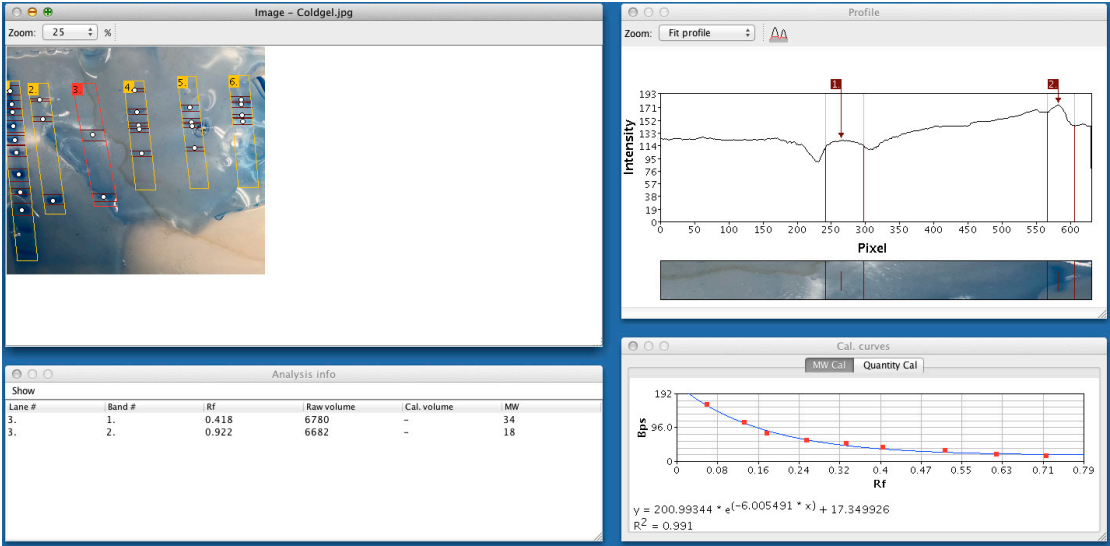 Image - Coldgel.jpg
Zoom: 25 %
2. 3. 4. 5. 6.
Profile
Zoom: Fit profile
1. 2.
193
171
152
133
114
95
76
57
38
19
0
Intensity
0 50 100 150 200 250 300 350 400 450 500 550 600
Pixel
Analysis info
Show
Lane # Band # Rf Raw volume Cal. volume MW
3. 1. 0.418 6780 – 34
3. 2. 0.922 6682 – 18
Cal. curves
MW Cal Quantity Cal
192
96.0
0
Bps
0 0.08 0.16 0.24 0.32 0.4 0.47 0.55 0.63 0.71 0.79
Rf
y = 200.99344 * e(-6.005491 * x) + 17.349926
R2 = 0.991